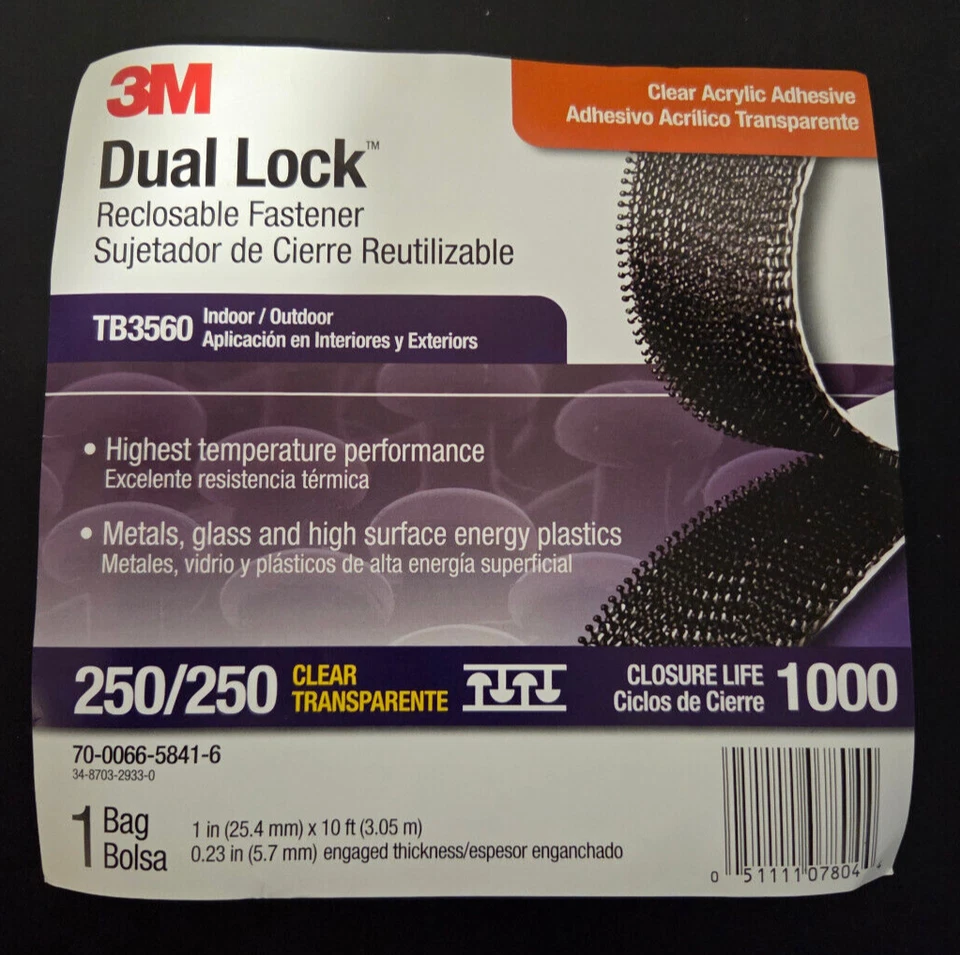 3M
Clear Acrylic Adhesive
Adhesivo Acrílico Transparente
Dual Lock™
Reclosable Fastener
Sujetador de Cierre Reutilizable
TB3560
Indoor / Outdoor
Aplicación en Interiores y Exteriors
• Highest temperature performance
Excelente resistencia térmica
• Metals, glass and high surface energy plastics
Metales, vidrio y plásticos de alta energía superficial
250/250
CLEAR
TRANSPARENTE
CLOSURE LIFE
Ciclos de Cierre
1000
70-0066-5841-6
34-8703-2933-0
1 Bag
Bolsa
1 in (25.4 mm) x 10 ft (3.05 m)
0.23 in (5.7 mm) engaged thickness/espesor enganchado
0 51111 07804